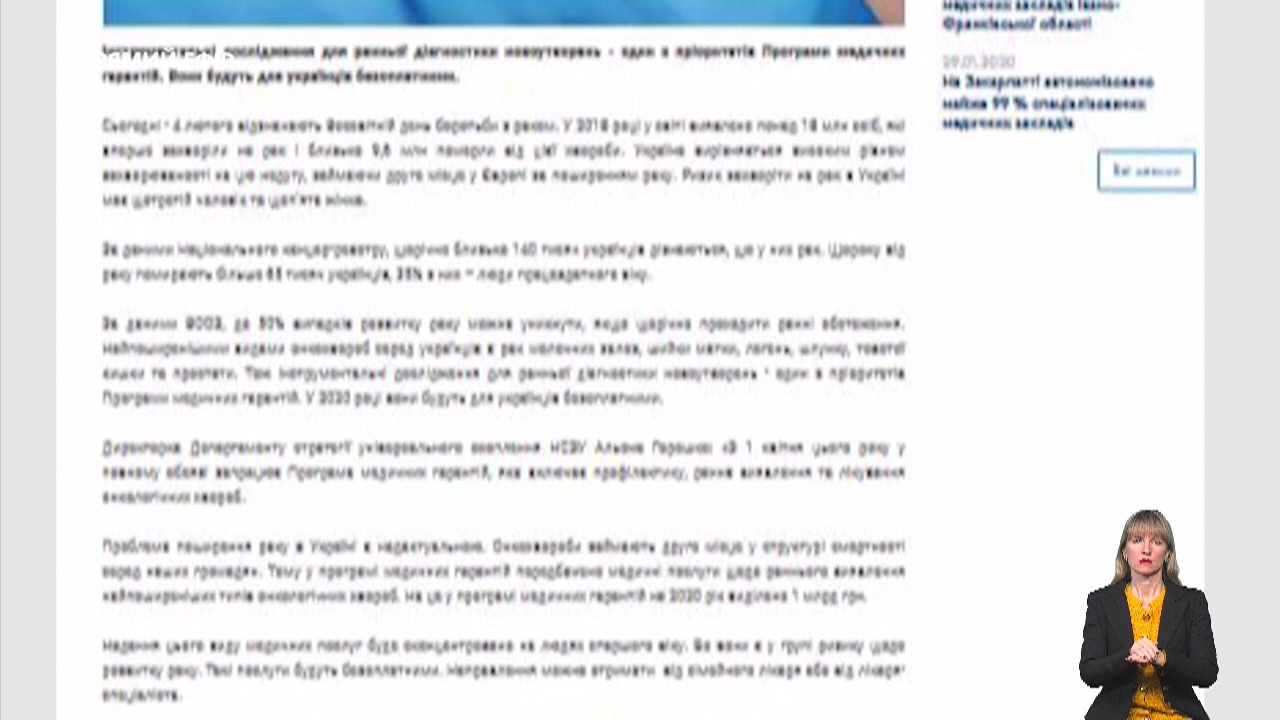 Інструментальні дослідження для ранньої діагностики новоутворень - один з пріоритетів Програми медичних
гарантій. Вони будуть для українців безоплатними.
Сьогодні - 4 лютого відзначають Всесвітній день боротьби з раком. У 2018 році у світі виявлено понад 18 млн осіб, які
вперше захворіли на рак і близько 9,6 млн померли від цієї хвороби. Україна вирізняється високим рівнем
захворюваності на цю недугу, займаючи друге місце у Європі за поширенням раку. Ризик захворіти на рак в Україні
має
За даними Національного канцерреєстру, щорічно близько 140 тисяч українців дізнаються, що у них рак. Щороку від
раку помирають більше 65 тисяч українців, 35% з них – люди працездатного віку.
За даними ВООЗ, до 50% випадків розвитку раку можна уникнути, якщо щорічно проходити ранні обстеження.
Найпоширенішими видами онкохвороб серед українців є рак молочних залоз, шийки матки, легень, шлунку, товстої
кишки та простати. Тож інструментальні дослідження для ранньої діагностики новоутворень - один з пріоритетів
Програми медичних гарантій. У 2020 році вони будуть для українців безоплатними.
Директорка Департаменту стратегії універсального охоплення НСЗУ «З 1 квітня цього року у
повному обсязі запрацює Програма медичних гарантій, яка включає профілактику, раннє виявлення та лікування
онкологічних хвороб.
Проблема поширення раку в Україні є надактуальною. Онкохвороби займають друге місце у структурі смертності
серед наших громадян. Тому у програмі медичних гарантій передбачено медичні послуги щодо раннього виявлення
найпоширеніших типів онкологічних хвороб. На це у програмі медичних гарантій на 2020 рік виділено 1 млрд грн.
Надання цього виду медичних послуг буде сконцентровано на людях старшого віку. Бо вони є у групі ризику щодо
розвитку раку. Такі послуги будуть безоплатними. Направлення можна отримати від сімейного лікаря або від лікаря-
спеціаліста.
медичних закладів Івано-
Франківської області
29.01.2020
На Закарпатті автономізовано
майже 99 % спеціалізованих
медичних закладів
Всі новини